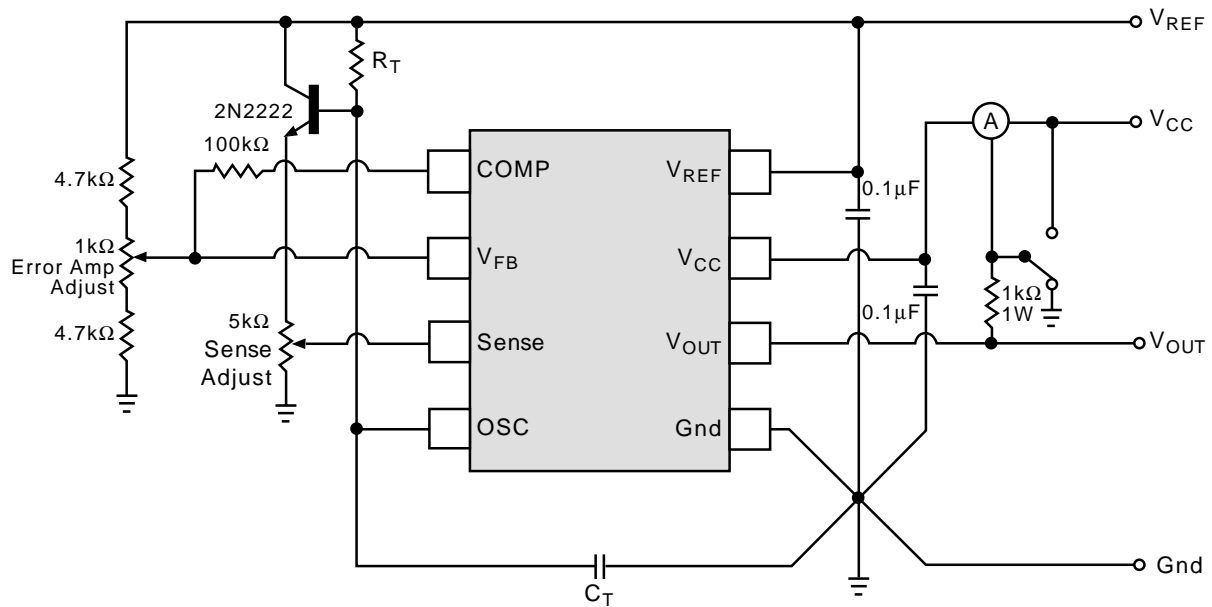 V_REF
R_T
2N2222
A
V_CC
100kΩ
COMP
V_REF
0.1μF
4.7kΩ
1kΩ
Error Amp
Adjust
V_FB
V_CC
1kΩ
1W
0.1μF
4.7kΩ
5kΩ
Sense
Adjust
Sense
V_OUT
V_OUT
OSC
Gnd
Gnd
C_T